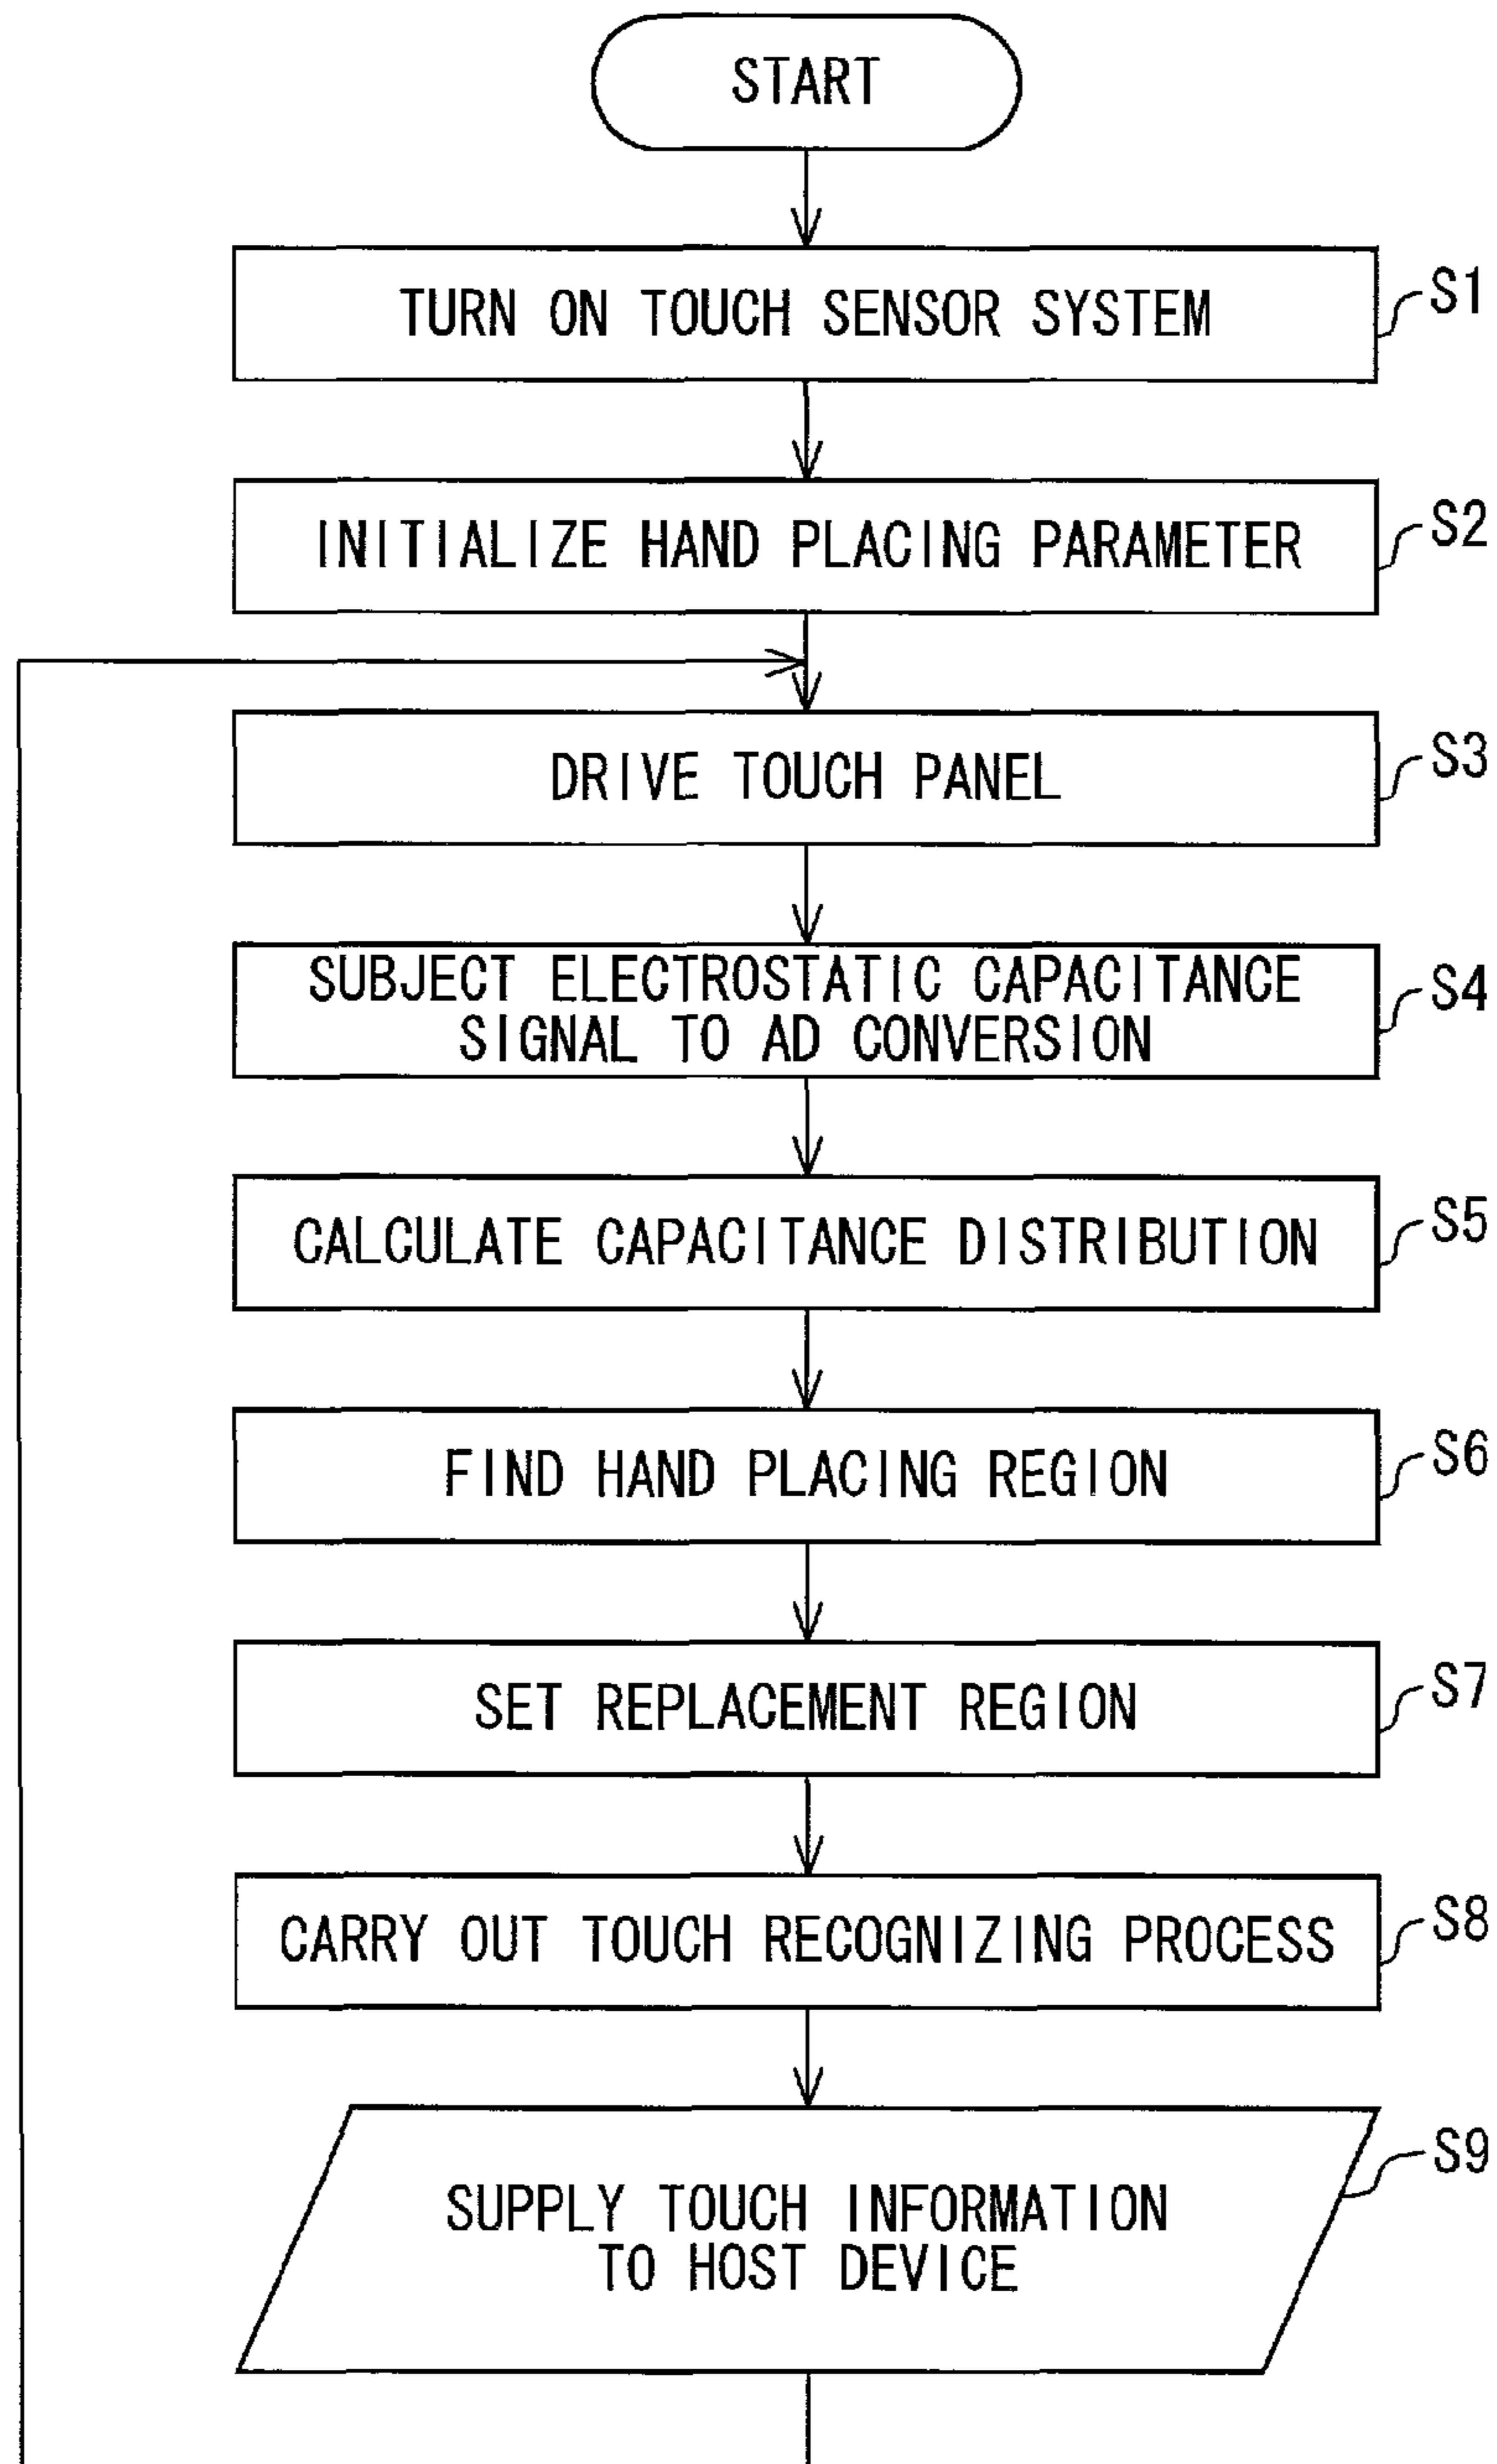 START
TURN ON TOUCH SENSOR SYSTEM
S1
INITIALIZE HAND PLACING PARAMETER
S2
DRIVE TOUCH PANEL
S3
SUBJECT ELECTROSTATIC CAPACITANCE
SIGNAL TO AD CONVERSION
S4
CALCULATE CAPACITANCE DISTRIBUTION
S5
FIND HAND PLACING REGION
S6
SET REPLACEMENT REGION
S7
CARRY OUT TOUCH RECOGNIZING PROCESS
S8
SUPPLY TOUCH INFORMATION
TO HOST DEVICE
S9